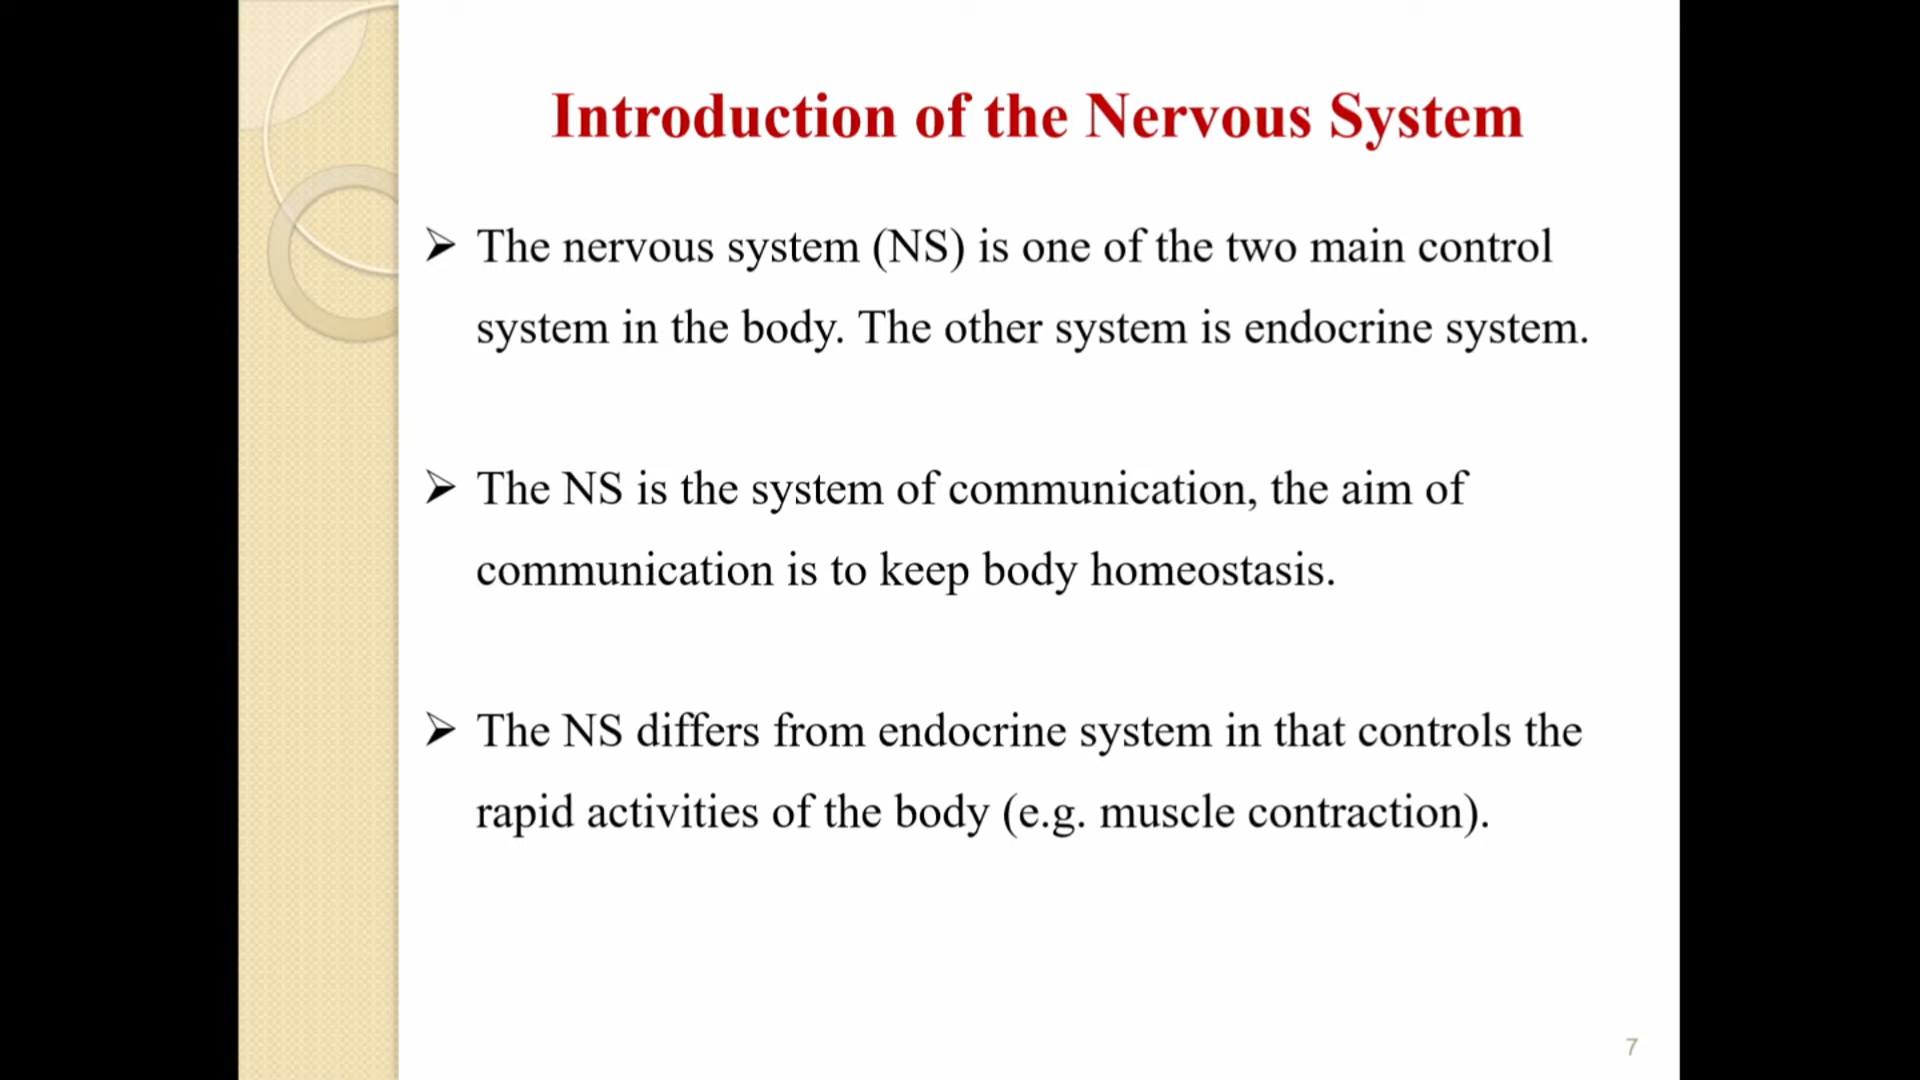 Introduction of the Nervous System
➢ The nervous system (NS) is one of the two main control
system in the body. The other system is endocrine system.
➢ The NS is the system of communication, the aim of
communication is to keep body homeostasis.
➢ The NS differs from endocrine system in that controls the
rapid activities of the body (e.g. muscle contraction).
7